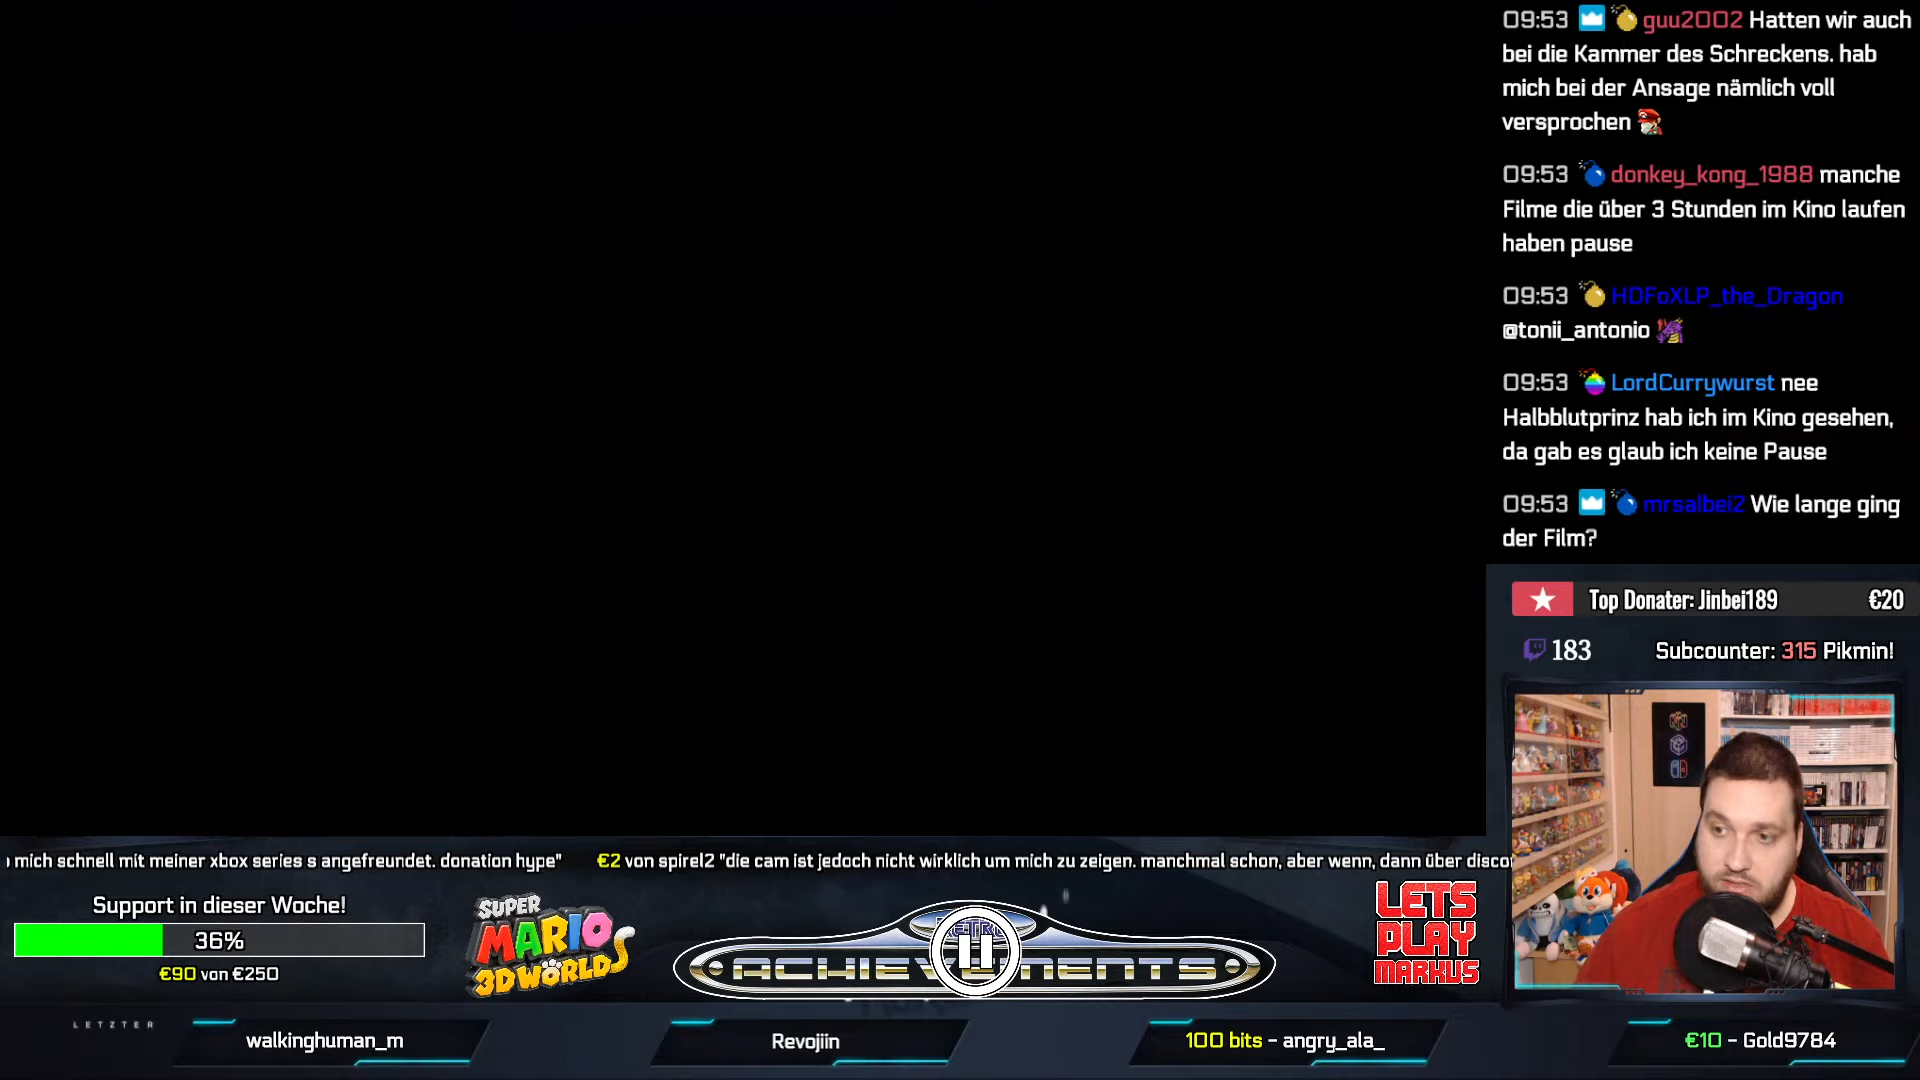 09:53 guu2002 Hatten wir auch
bei die Kammer des Schreckens. hab
mich bei der Ansage nämlich voll
versprochen
09:53 donkey_kong_1988 manche
Filme die über 3 Stunden im Kino laufen
haben pause
09:53 HDFoXLP_the_Dragon
@tonii_antonio
09:53 LordCurrywurst nee
Halbblutprinz hab ich im Kino gesehen,
da gab es glaub ich keine Pause
09:53 mrsalbei2 Wie lange ging
der Film?
Top Donater: Jinbei189 €20
183 Subcounter: 315 Pikmin!
mich schnell mit meiner xbox series s angefreundet. donation hype" €2 von spirel2 "die cam ist jedoch nicht wirklich um mich zu zeigen. manchmal schon, aber wenn, dann über disco
Support in dieser Woche!
36%
€90 von €250
SUPER
MARIO
3D WORLD
RETRO
ACHIEVEMENTS
LETS
PLAY
MARKUS
LETZTER
walkinghuman_m
Revojiin
100 bits - angry_ala_
€10 - Gold9784